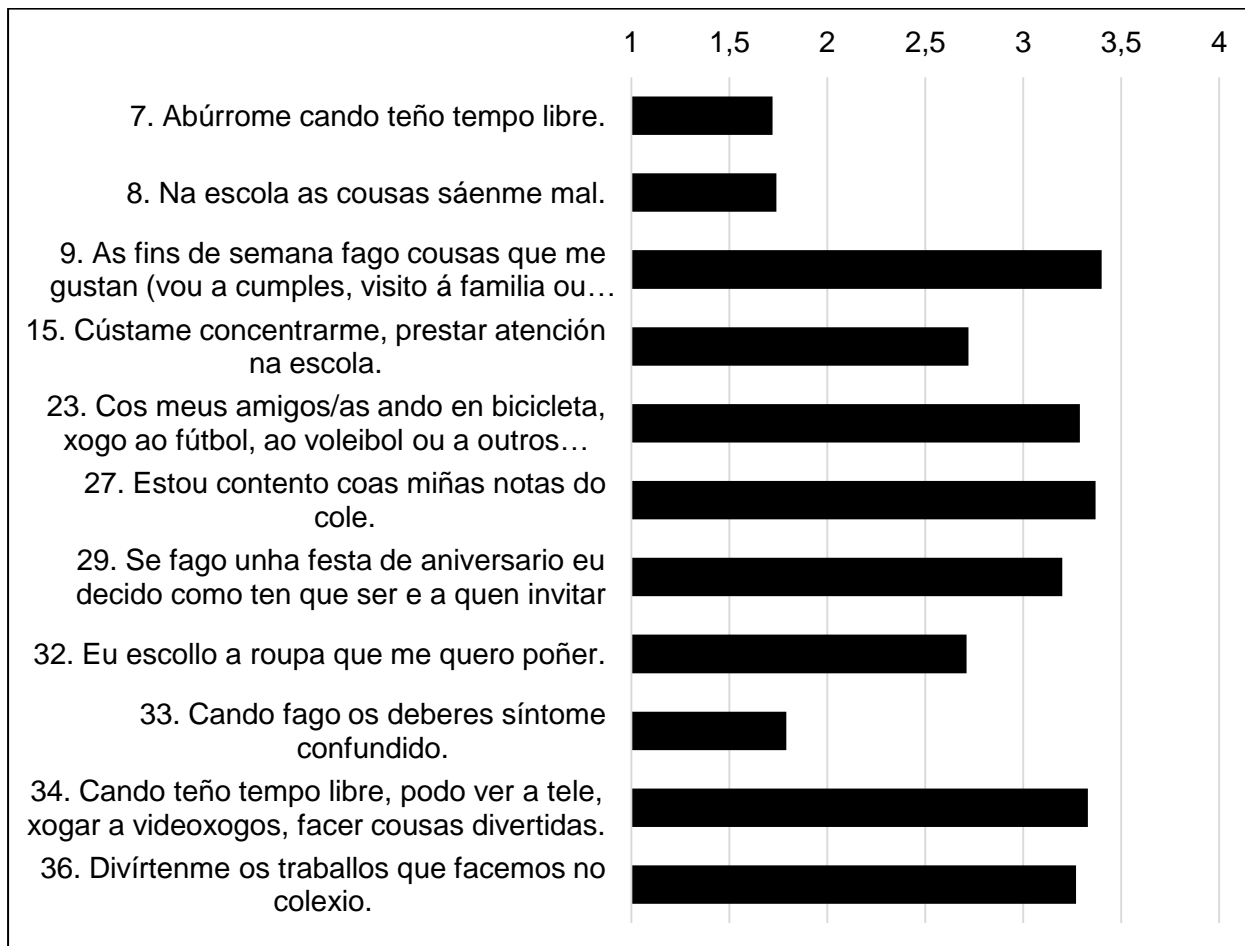 1 1,5 2 2,5 3 3,5 4
7. Abúrrome cando teño tempo libre.
8. Na escola as cousas sáenme mal.
9. As fins de semana fago cousas que me
gustan (vou a cumples, visito á familia ou…
15. Cústame concentrarme, prestar atención
na escola.
23. Cos meus amigos/as ando en bicicleta,
xogo ao fútbol, ao voleibol ou a outros…
27. Estou contento coas miñas notas do
cole.
29. Se fago unha festa de aniversario eu
decido como ten que ser e a quen invitar
32. Eu escollo a roupa que me quero poñer.
33. Cando fago os deberes síntome
confundido.
34. Cando teño tempo libre, podo ver a tele,
xogar a videoxogos, facer cousas divertidas.
36. Divírtenme os traballos que facemos no
colexio.